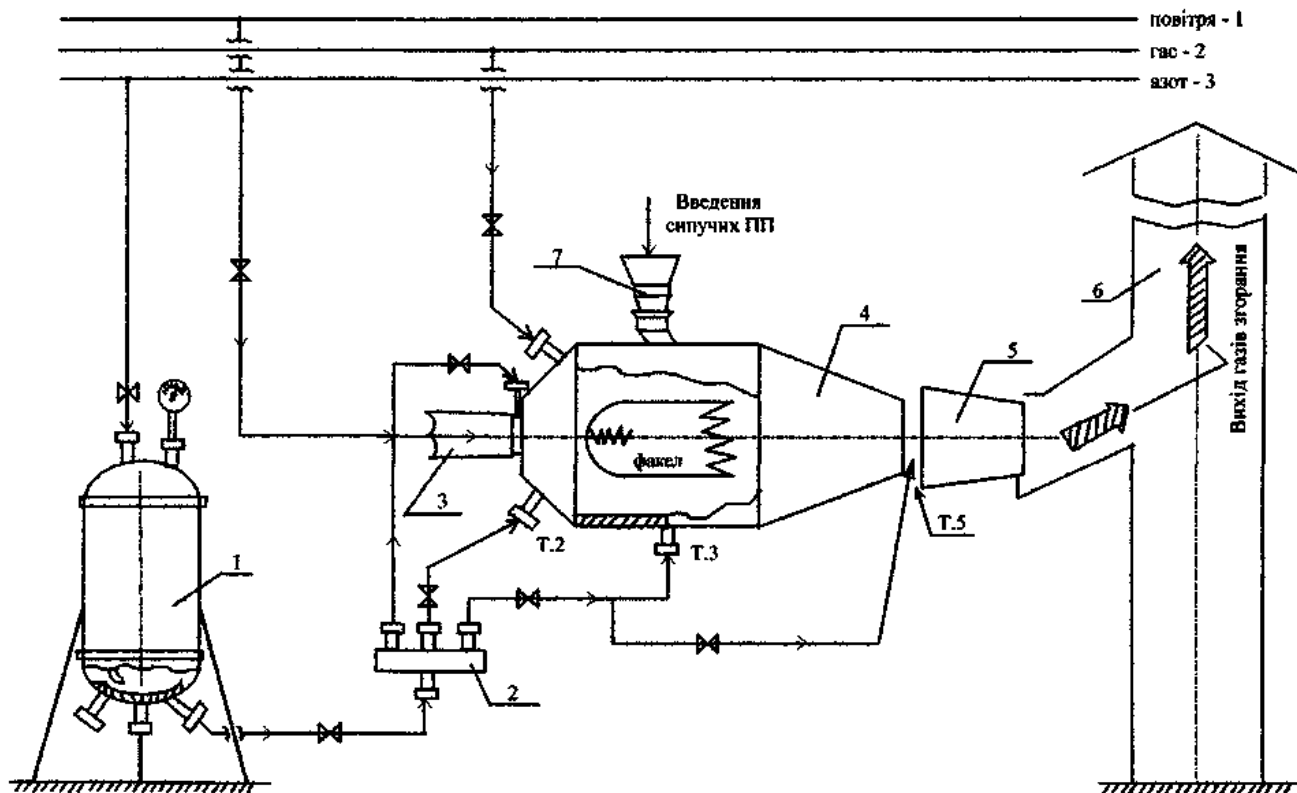 повітря - 1
гас - 2
азот - 3
Введення
сипучих ПП
7
4
6
5
Вихід газів згорання
факел
3
Т.5
Т.2
Т.3
1
2